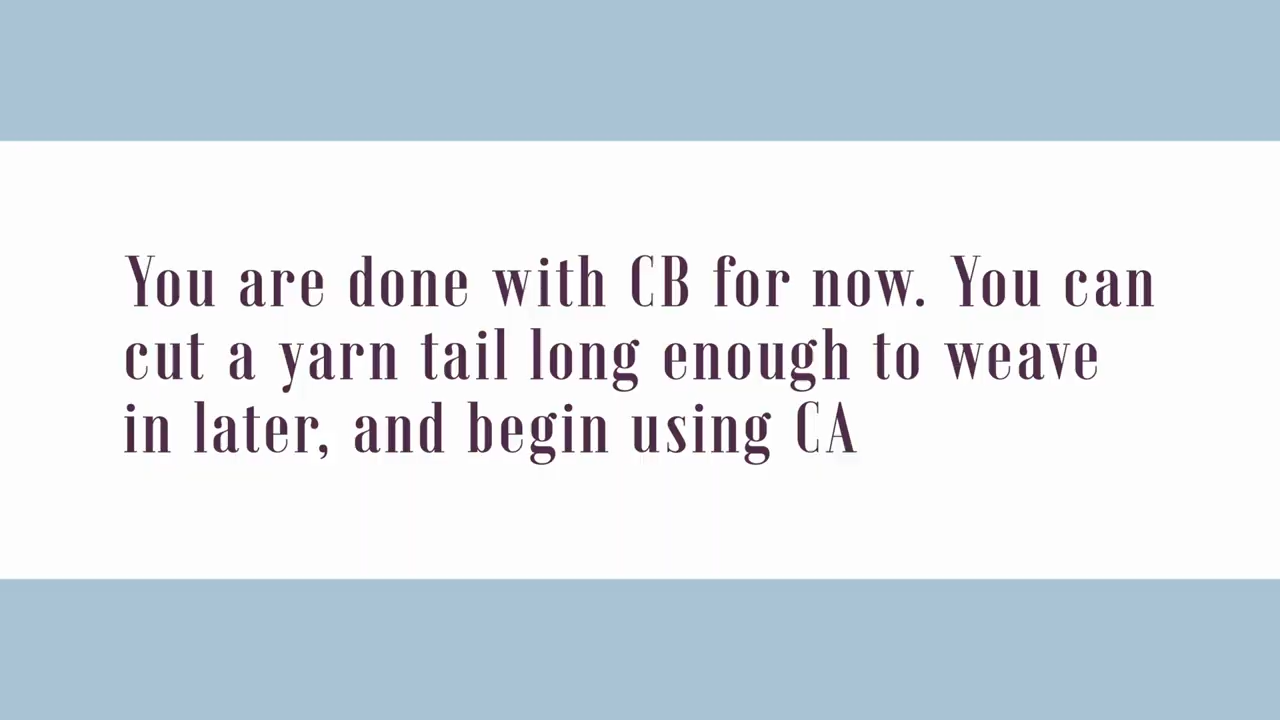 You are done with CB for now. You can
cut a yarn tail long enough to weave
in later, and begin using CA